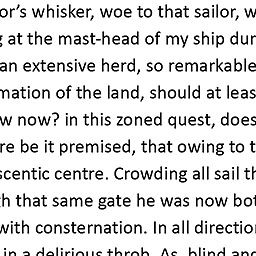 or’s whisker, woe to that sailor, w
at the mast-head of my ship dur
an extensive herd, so remarkable
mation of the land, should at leas
w now? in this zoned quest, does
re be it premised, that owing to t
scentic centre. Crowding all sail th
gh that same gate he was now bot
with consternation. In all direction
in a delirious throb. As blind and